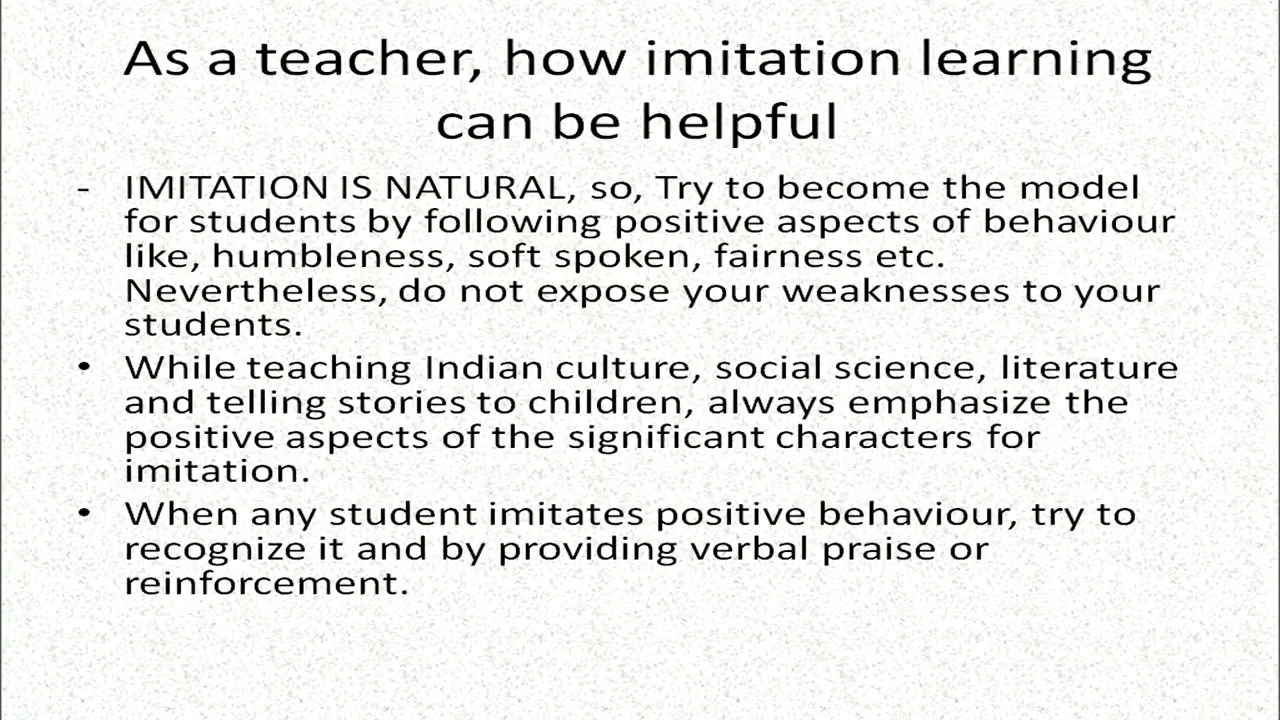 As a teacher, how imitation learning
can be helpful
- IMITATION IS NATURAL, so, Try to become the model
for students by following positive aspects of behaviour
like, humbleness, soft spoken, fairness etc.
Nevertheless, do not expose your weaknesses to your
students.
• While teaching Indian culture, social science, literature
and telling stories to children, always emphasize the
positive aspects of the significant characters for
imitation.
• When any student imitates positive behaviour, try to
recognize it and by providing verbal praise or
reinforcement.